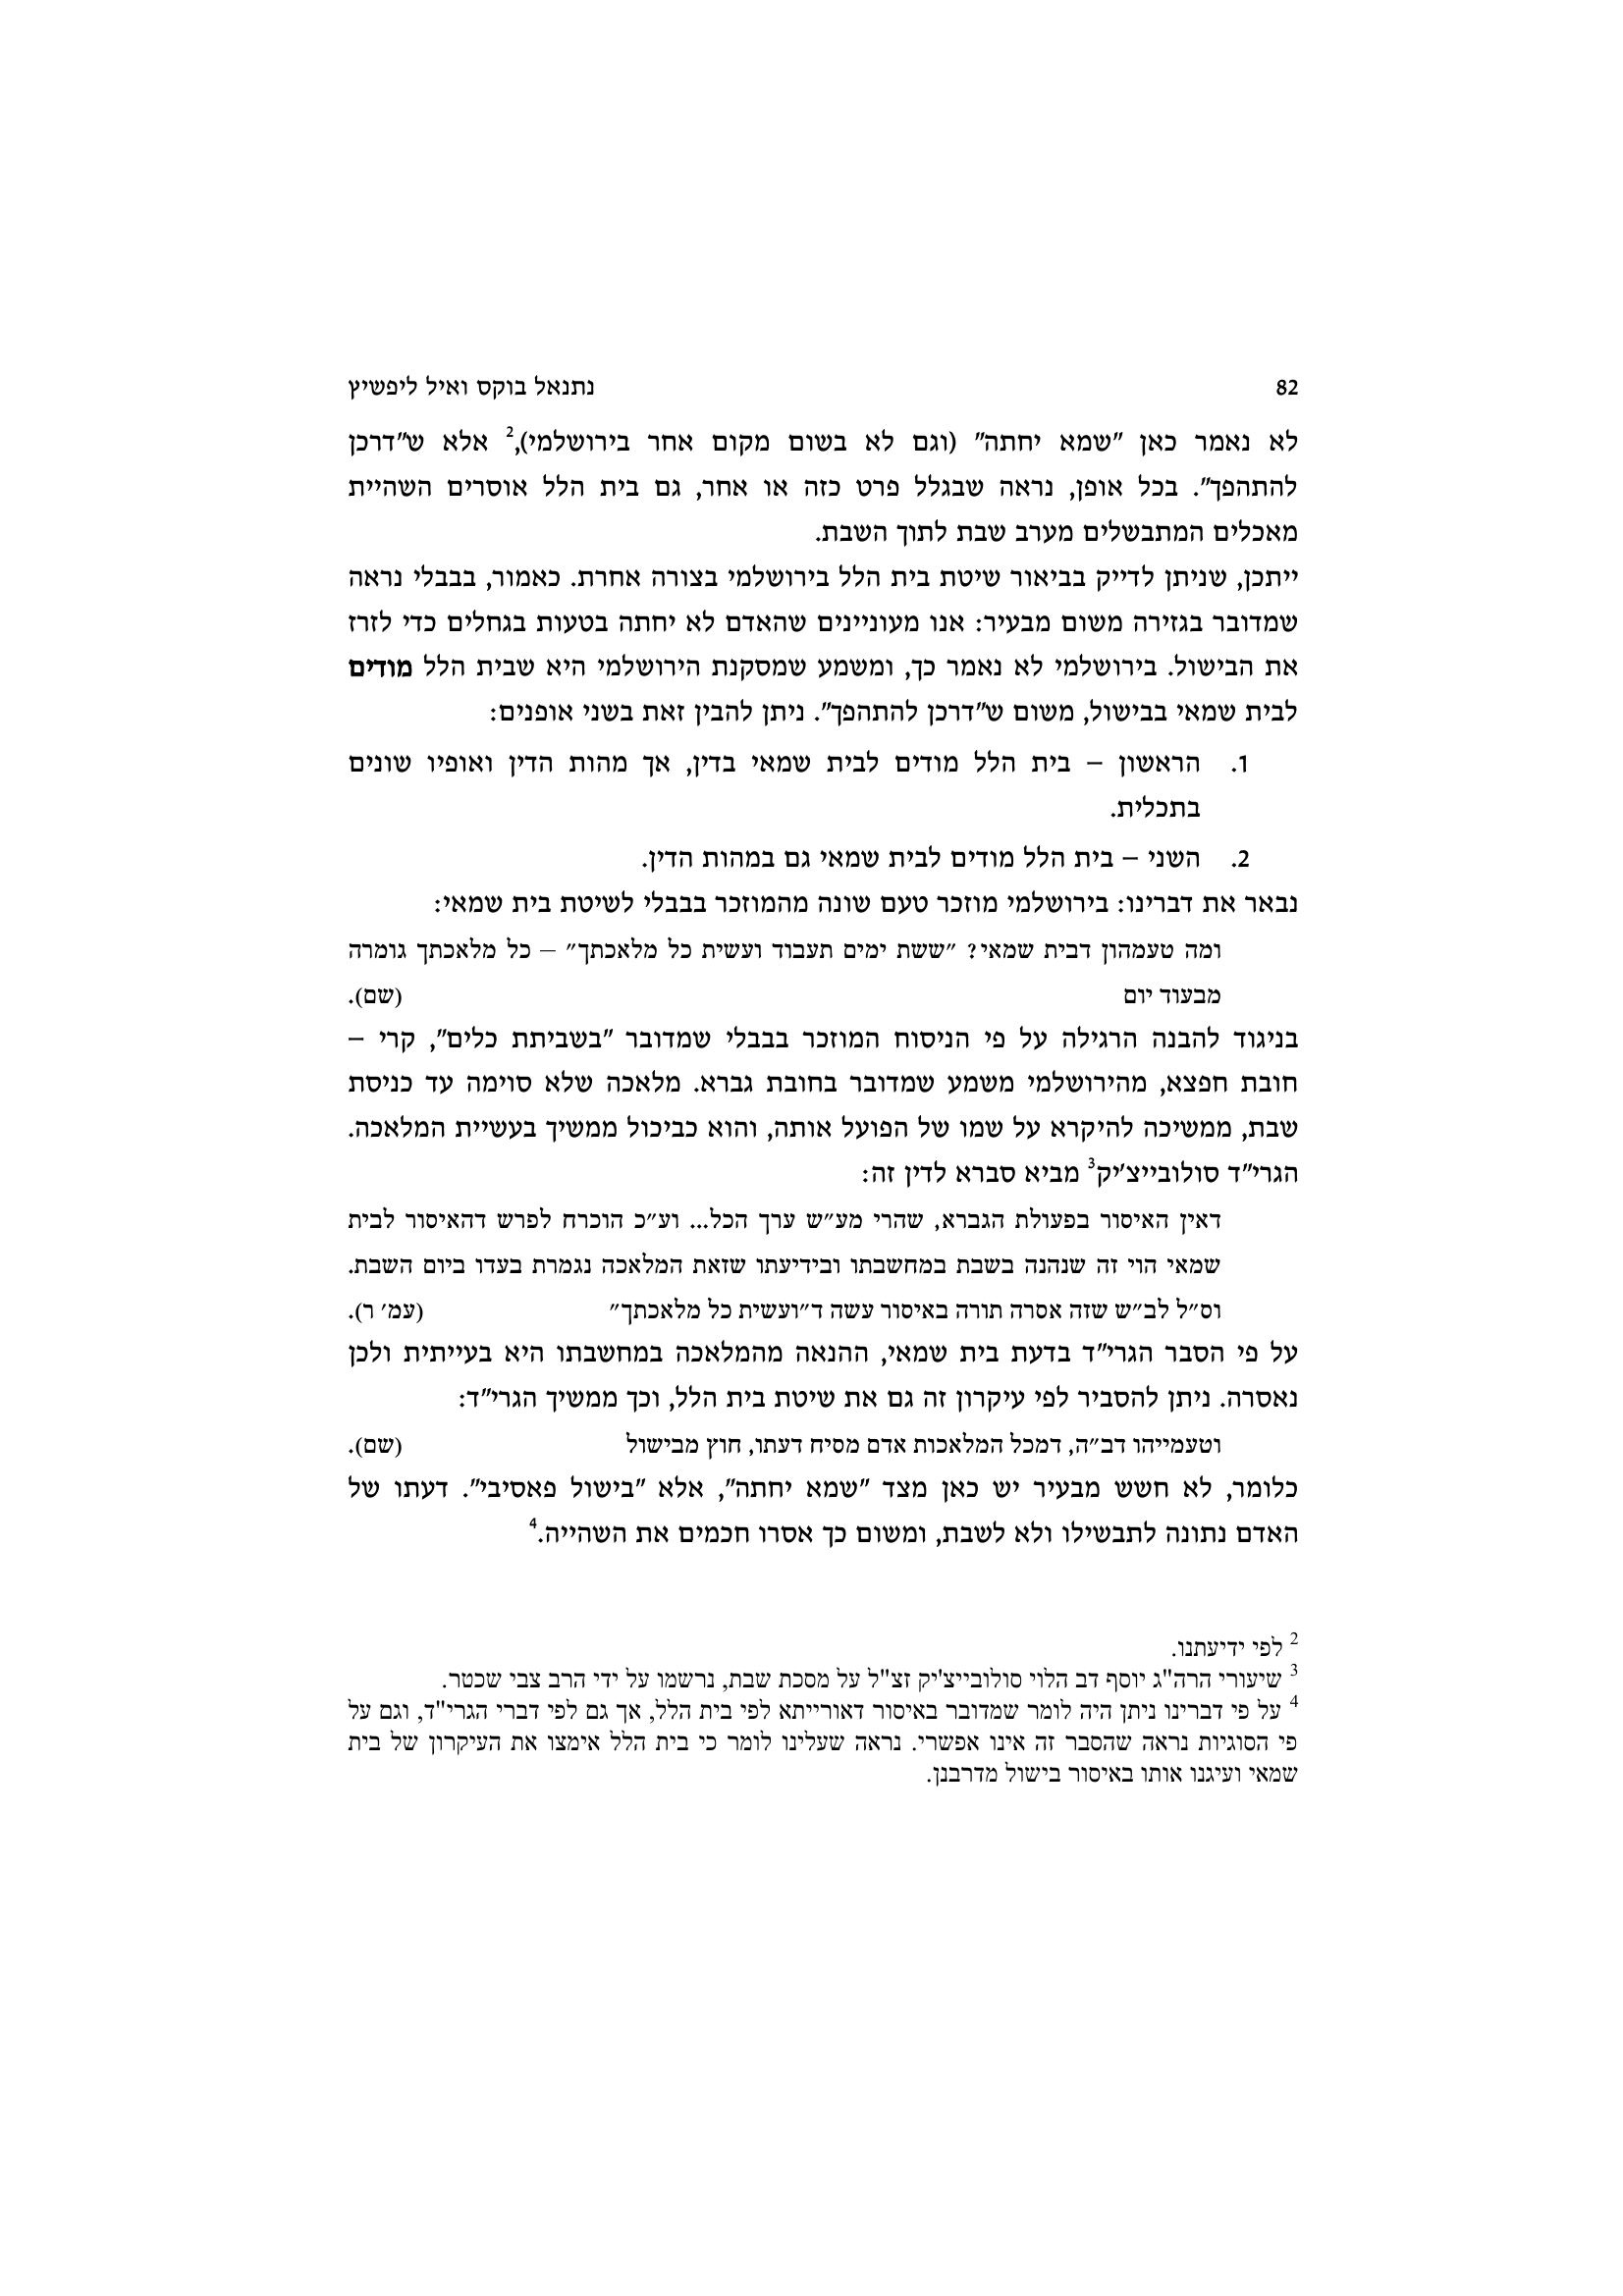 82 נתנאל בוקס ואיל ליפשיץ
לא נאמר כאן "שמא יחתה" (וגם לא בשום מקום אחר בירושלמי),2 אלא ש"דרכן
להתהפך". בכל אופן, נראה שבגלל פרט כזה או אחר, גם בית הלל אוסרים השהיית
מאכלים המתבשלים מערב שבת לתוך השבת.
ייתכן, שניתן לדייק בביאור שיטת בית הלל בירושלמי בצורה אחרת. כאמור, בבבלי נראה
שמדובר בגזירה משום מבעיר: אנו מעוניינים שהאדם לא יחתה בטעות בגחלים כדי לזרז
את הבישול. בירושלמי לא נאמר כך, ומשמע שמסקנת הירושלמי היא שבית הלל מודים
לבית שמאי בבישול, משום ש"דרכן להתהפך". ניתן להבין זאת בשני אופנים:
1. הראשון – בית הלל מודים לבית שמאי בדין, אך מהות הדין ואופיו שונים
בתכלית.
2. השני – בית הלל מודים לבית שמאי גם במהות הדין.
נבאר את דברינו: בירושלמי מוזכר טעם שונה מהמוזכר בבבלי לשיטת בית שמאי:
ומה טעמהון דבית שמאי? "ששת ימים תעבוד ועשית כל מלאכתך" – כל מלאכתך גומרה
מבעוד יום (שם).
בניגוד להבנה הרגילה על פי הניסוח המוזכר בבבלי שמדובר "בשביתת כלים", קרי –
חובת חפצא, מהירושלמי משמע שמדובר בחובת גברא. מלאכה שלא סוימה עד כניסת
שבת, ממשיכה להיקרא על שמו של הפועל אותה, והוא כביכול ממשיך בעשיית המלאכה.
הגרי"ד סולובייצ'יק3 מביא סברא לדין זה:
דאין האיסור בפעולת הגברא, שהרי מע"ש ערך הכל... וע"כ הוכרח לפרש דהאיסור לבית
שמאי הוי זה שנהנה בשבת במחשבתו ובידיעתו שזאת המלאכה נגמרת בעדו ביום השבת.
וס"ל לב"ש שזה אסרה תורה באיסור עשה ד"ועשית כל מלאכתך" (עמ' ר).
על פי הסבר הגרי"ד בדעת בית שמאי, ההנאה מהמלאכה במחשבתו היא בעייתית ולכן
נאסרה. ניתן להסביר לפי עיקרון זה גם את שיטת בית הלל, וכך ממשיך הגרי"ד:
וטעמייהו דב"ה, דמכל המלאכות אדם מסיח דעתו, חוץ מבישול (שם).
כלומר, לא חשש מבעיר יש כאן מצד "שמא יחתה", אלא "בישול פאסיבי". דעתו של
האדם נתונה לתבשילו ולא לשבת, ומשום כך אסרו חכמים את השהייה.4
2 לפי ידיעתנו.
3 שיעורי הרה"ג יוסף דב הלוי סולובייצ'יק זצ"ל על מסכת שבת, נרשמו על ידי הרב צבי שכטר.
4 על פי דברינו ניתן היה לומר שמדובר באיסור דאורייתא לפי בית הלל, אך גם לפי דברי הגרי"ד, וגם על
פי הסוגיות נראה שהסבר זה אינו אפשרי. נראה שעלינו לומר כי בית הלל אימצו את העיקרון של בית
שמאי ועיגנו אותו באיסור בישול מדרבנן.